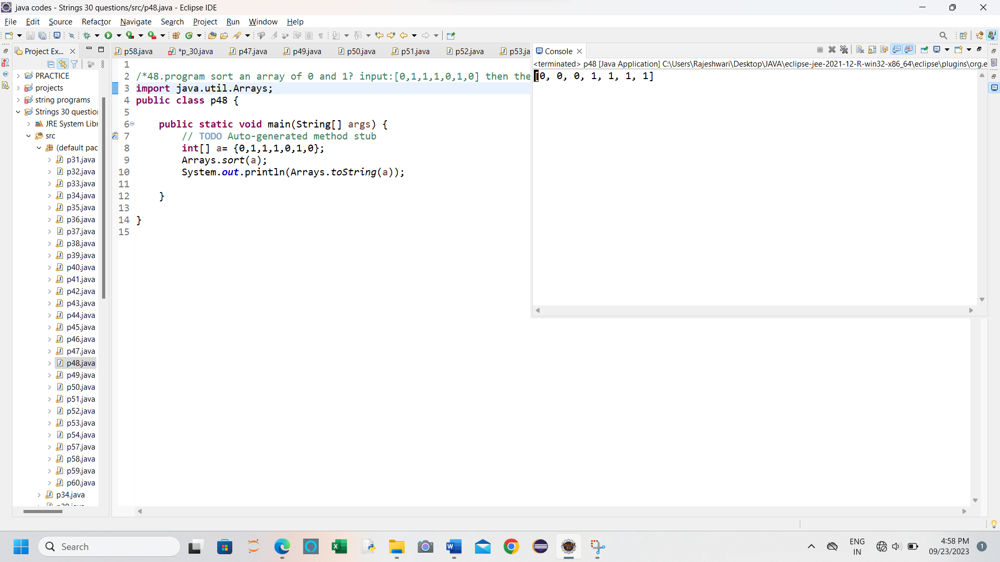 java codes - Strings 30 questions/src/p48.java - Eclipse IDE
File Edit Source Refactor Navigate Search Project Run Window Help
Project Ex...
PRACTICE
projects
string programs
Strings 30 question
JRE System Libr
src
(default pac
p31.java
p32.java
p33.java
p34.java
p35.java
p36.java
p37.java
p38.java
p39.java
p40.java
p41.java
p42.java
p43.java
p44.java
p45.java
p46.java
p47.java
p48.java
p49.java
p50.java
p51.java
p52.java
p53.java
p54.java
p57.java
p58.java
p59.java
p60.java
p34.java
p58.java *p_30.java p47.java p49.java p50.java p51.java p52.java p53.ja
1
2 /*48.program sort an array of 0 and 1? input:[0,1,1,1,0,1,0] then the
3 import java.util.Arrays;
4 public class p48 {
5
6 public static void main(String[] args) {
7 // TODO Auto-generated method stub
8 int[] a= {0,1,1,1,0,1,0};
9 Arrays.sort(a);
10 System.out.println(Arrays.toString(a));
11
12 }
13
14 }
15
Console
<terminated> p48 [Java Application] C:\Users\Rajeshwari\Desktop\JAVA\eclipse-jee-2021-12-R-win32-x86_64\eclipse\plugins\org.e
[0, 0, 0, 1, 1, 1, 1]
Search
ENG
IN
4:58 PM
09/23/2023
1